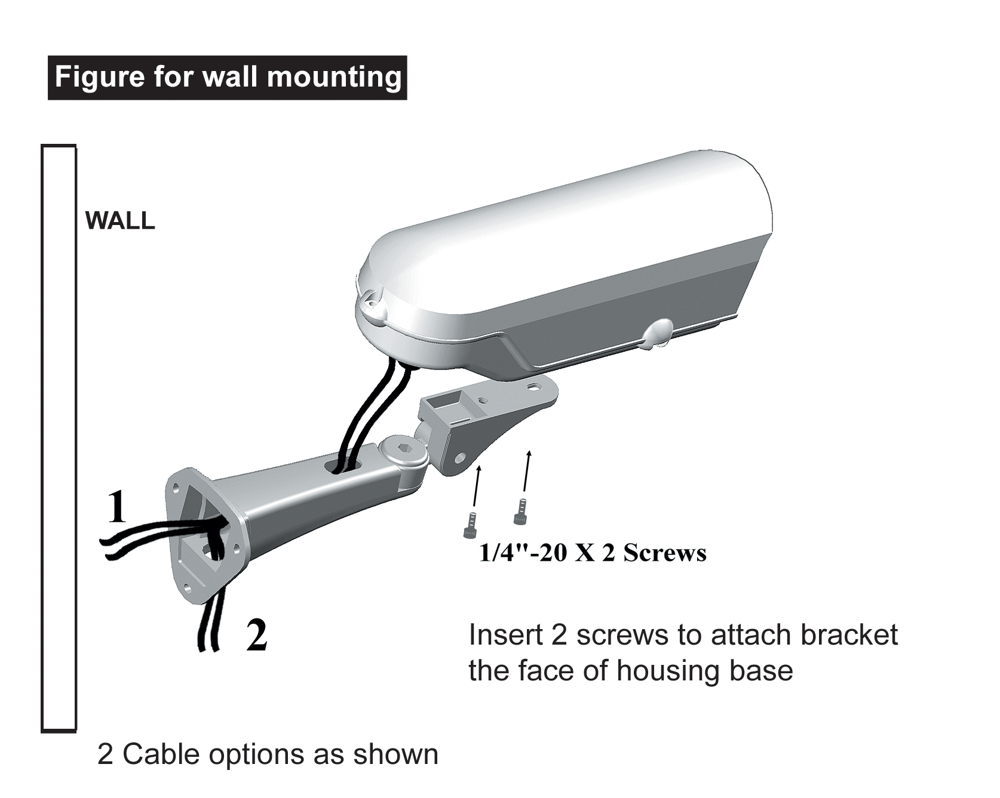 Figure for wall mounting
WALL
1
1/4"-20 X 2 Screws
2
Insert 2 screws to attach bracket
the face of housing base
2 Cable options as shown